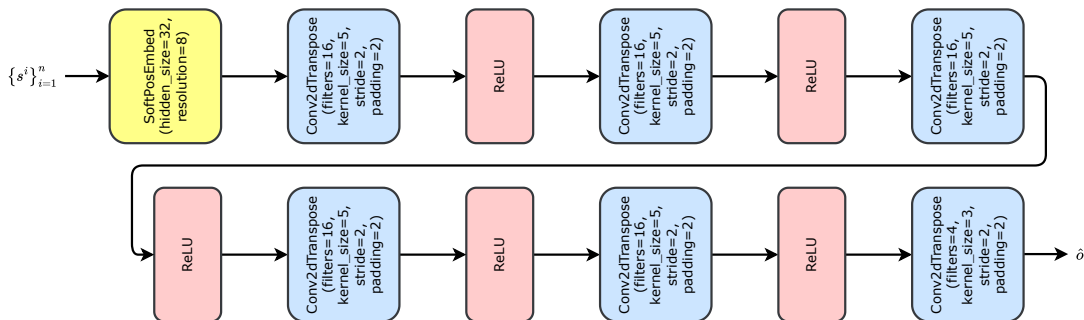 {s^i}_{i=1}^n
SoftPosEmbed
(hidden_size=32,
resolution=8)
Conv2dTranspose
(filters=16,
kernel_size=5,
stride=2,
padding=2)
ReLU
Conv2dTranspose
(filters=16,
kernel_size=5,
stride=2,
padding=2)
ReLU
Conv2dTranspose
(filters=16,
kernel_size=5,
stride=2,
padding=2)
ReLU
Conv2dTranspose
(filters=16,
kernel_size=5,
stride=2,
padding=2)
ReLU
Conv2dTranspose
(filters=16,
kernel_size=5,
stride=2,
padding=2)
ReLU
Conv2dTranspose
(filters=4,
kernel_size=3,
stride=2,
padding=2)
ô